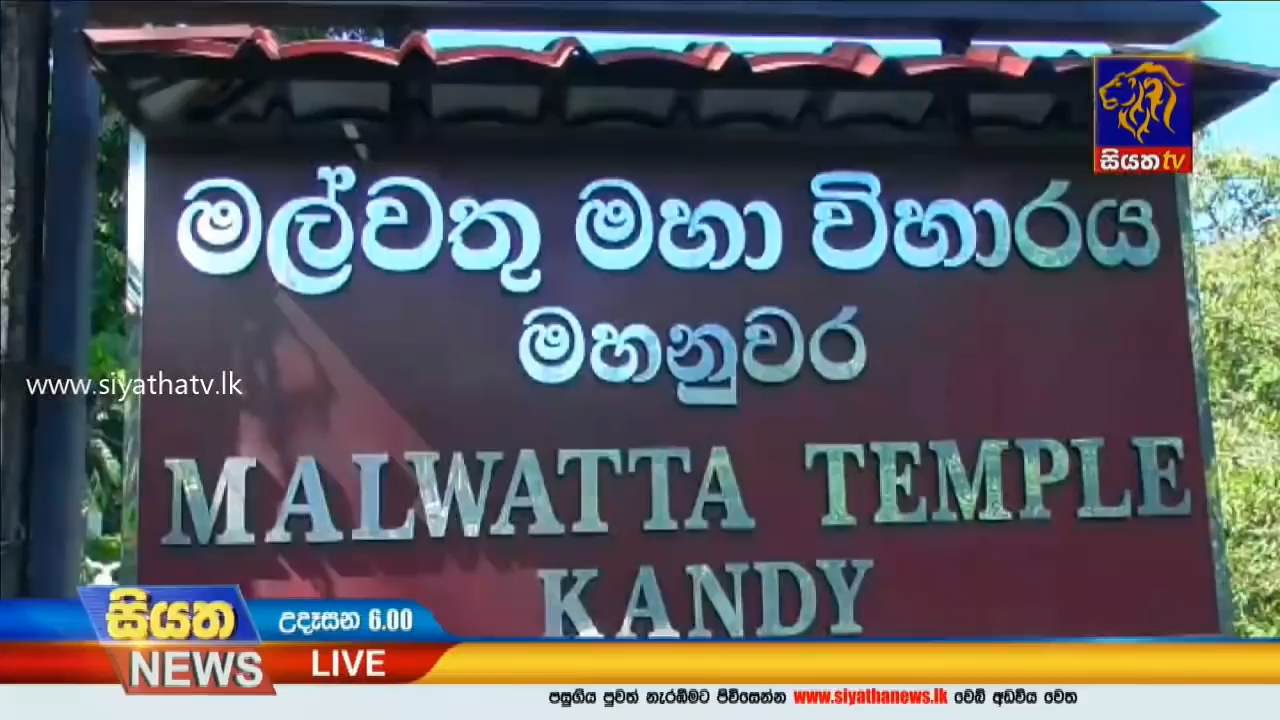 සියත tv
මල්වතු මහා විහාරය
මහනුවර
www.siyathatv.lk
MALWATTA TEMPLE
KANDY
සියත
NEWS
උදෑසන 6.00
LIVE
පසුගිය පුවත් නැරඹීමට පිවිසෙන්න www.siyathanews.lk වෙබ් අඩවිය වෙත